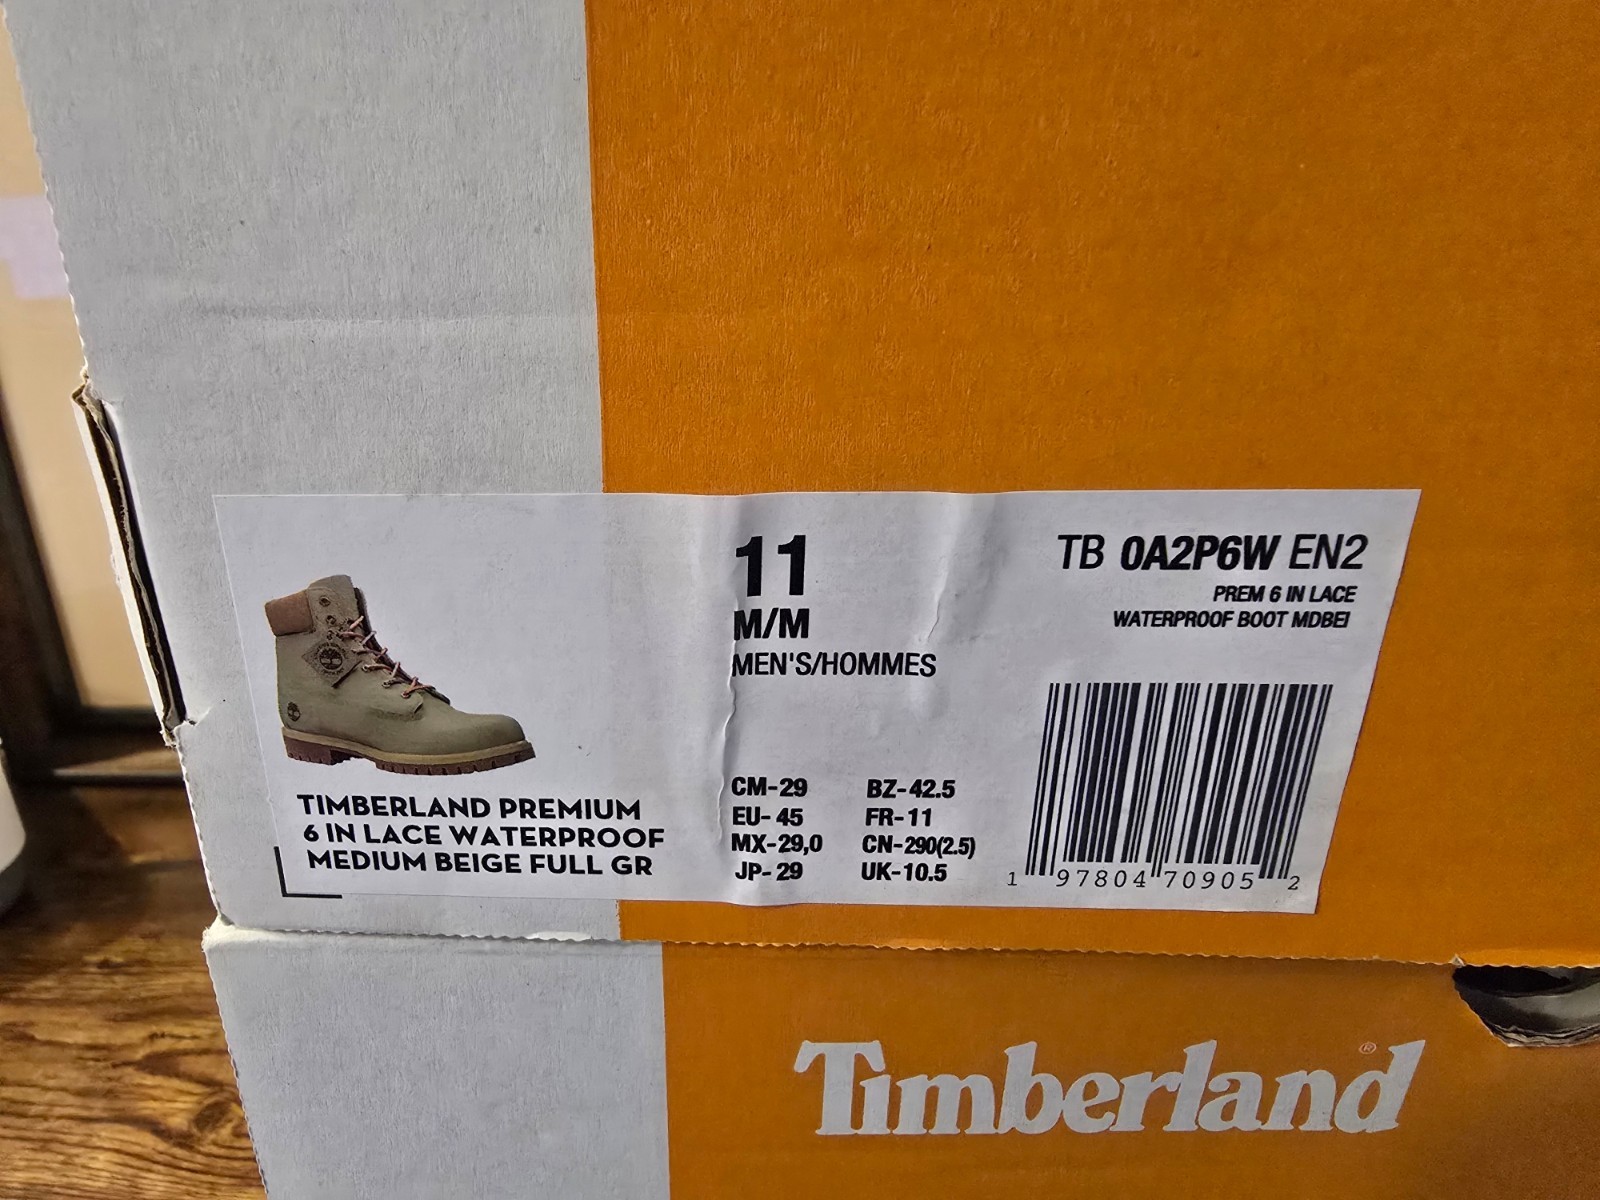 11
M/M
MEN'S/HOMMES
TB 0A2P6W EN2
PREM 6 IN LACE
WATERPROOF BOOT MDBEI
TIMBERLAND PREMIUM
6 IN LACE WATERPROOF
MEDIUM BEIGE FULL GR
CM-29 BZ-42.5
EU-45 FR-11
MX-29,0 CN-290(2.5)
JP-29 UK-10.5
1 97804 70905 2
Timberland®